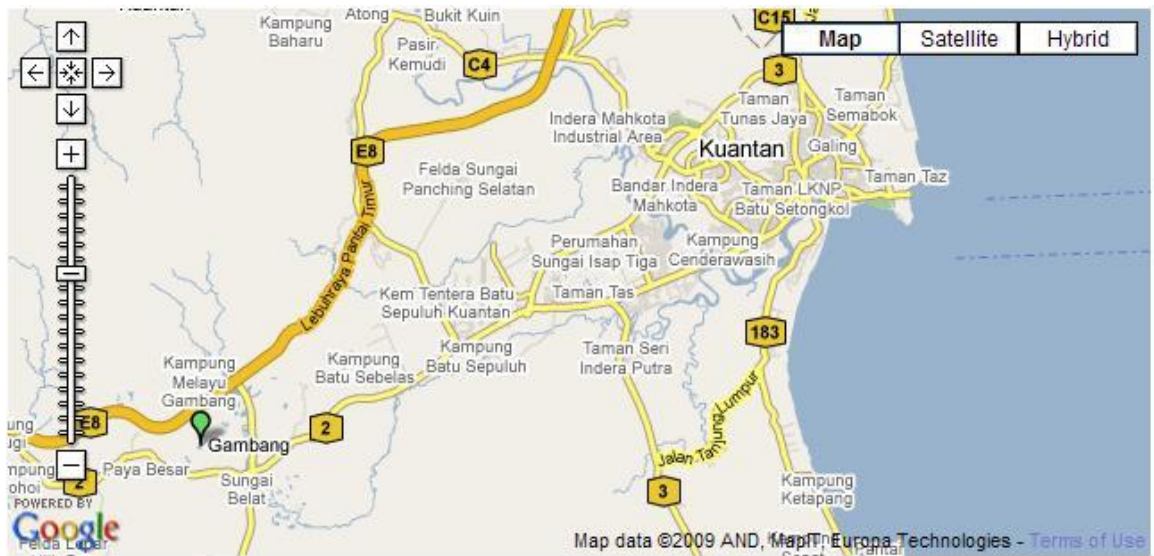 Kuantan
Atong
Bukit Kuin
Kampung
Baharu
Pasir
Kemudi
C4
C15
Map
Satellite
Hybrid
3
Taman
Tunas Jaya
Taman
Semabok
Indera Mahkota
Industrial Area
Kuantan
Galing
E8
Felda Sungai
Panching Selatan
Bandar Indera
Mahkota
Taman LKNP
Batu Setongkol
Taman Taz
Lebuhraya Pantai Timur
Perumahan
Sungai Isap Tiga
Kampung
Cenderawasih
Kem Tentera Batu
Sepuluh Kuantan
Taman Tas
183
Kampung
Melayu
Gambang
Kampung
Batu Sebelas
Kampung
Batu Sepuluh
Taman Seri
Indera Putra
E8
2
Gambang
Jalan Tanjung Lumpur
Paya Besar
Sungai
Belat
2
3
Kampung
Ketapang
POWERED BY
Google
Map data ©2009 AND, MapIT, Europa Technologies - Terms of Use